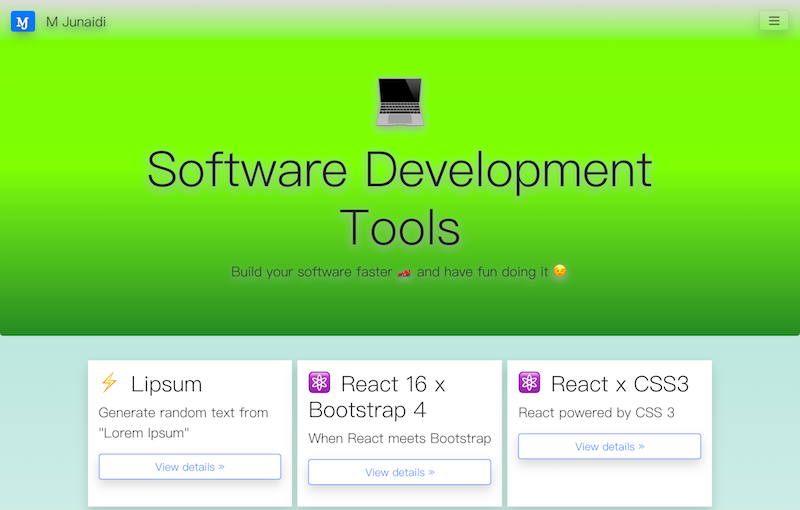 MJ M Junaidi
Software Development
Tools
Build your software faster 🏎️ and have fun doing it 😉
⚡ Lipsum
Generate random text from
"Lorem Ipsum"
View details »
⚛️ React 16 x
Bootstrap 4
When React meets Bootstrap
View details »
⚛️ React x CSS3
React powered by CSS 3
View details »